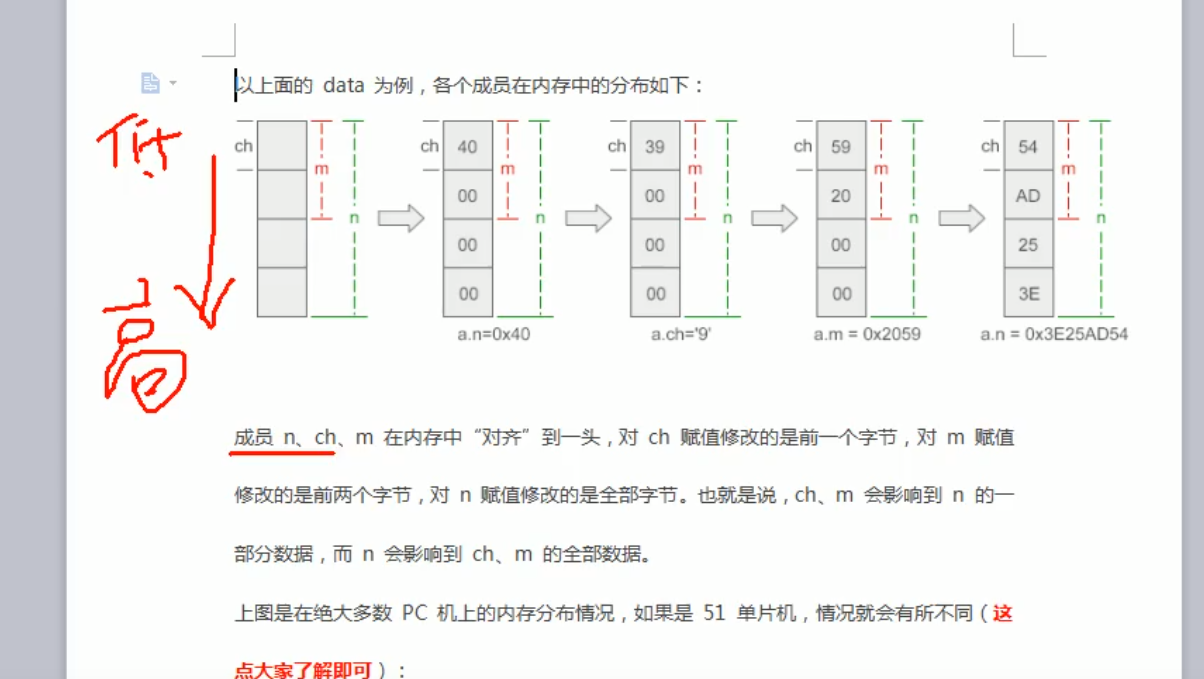 以上面的 data 为例，各个成员在内存中的分布如下：
低
高
ch m n
ch 40 00 00 00 m n
a.n=0x40
ch 39 00 00 00 m n
a.ch='9'
ch 59 20 00 00 m n
a.m = 0x2059
ch 54 AD 25 3E m n
a.n = 0x3E25AD54
成员 n、ch、m 在内存中“对齐”到一头，对 ch 赋值修改的是前一个字节，对 m 赋值
修改的是前两个字节，对 n 赋值修改的是全部字节。也就是说，ch、m 会影响到 n 的一
部分数据，而 n 会影响到 ch、m 的全部数据。
上图是在绝大多数 PC 机上的内存分布情况，如果是 51 单片机，情况就会有所不同（这
点大家了解即可）：